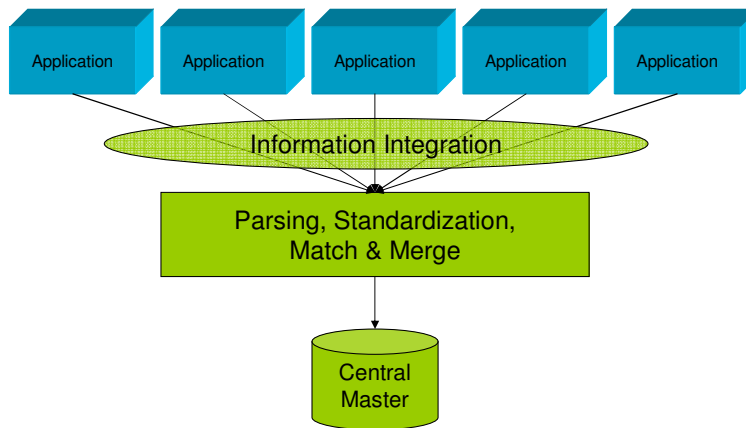 Application
Application
Application
Application
Application
Information Integration
Parsing, Standardization,
Match & Merge
Central
Master